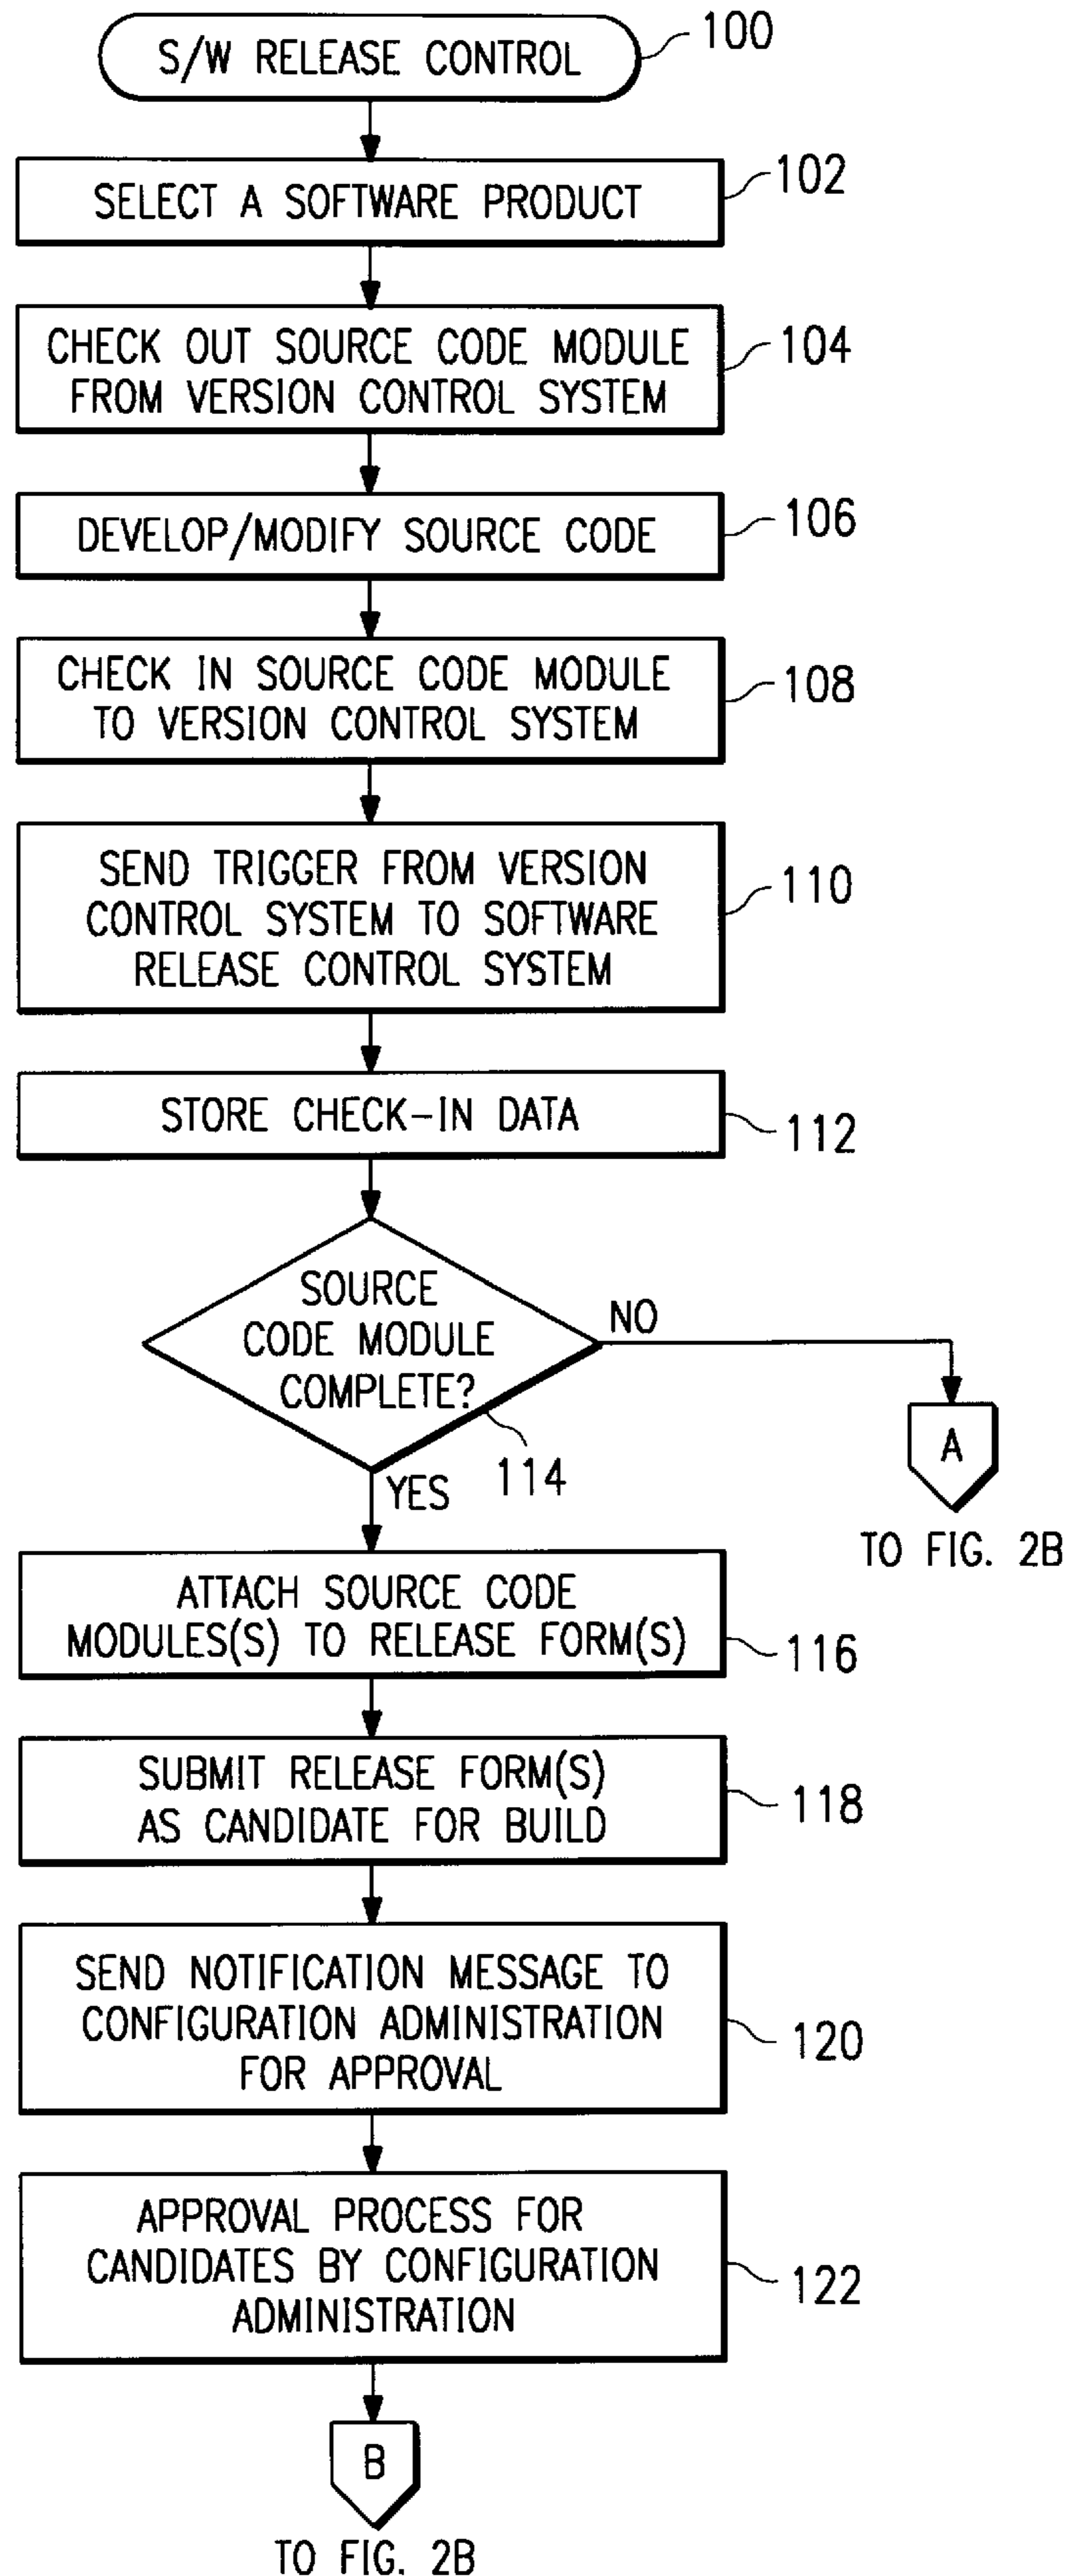 S/W RELEASE CONTROL
100
SELECT A SOFTWARE PRODUCT
102
CHECK OUT SOURCE CODE MODULE
FROM VERSION CONTROL SYSTEM
104
DEVELOP/MODIFY SOURCE CODE
106
CHECK IN SOURCE CODE MODULE
TO VERSION CONTROL SYSTEM
108
SEND TRIGGER FROM VERSION
CONTROL SYSTEM TO SOFTWARE
RELEASE CONTROL SYSTEM
110
STORE CHECK-IN DATA
112
SOURCE
CODE MODULE
COMPLETE?
114
NO
A
TO FIG. 2B
YES
ATTACH SOURCE CODE
MODULES(S) TO RELEASE FORM(S)
116
SUBMIT RELEASE FORM(S)
AS CANDIDATE FOR BUILD
118
SEND NOTIFICATION MESSAGE TO
CONFIGURATION ADMINISTRATION
FOR APPROVAL
120
APPROVAL PROCESS FOR
CANDIDATES BY CONFIGURATION
ADMINISTRATION
122
B
TO FIG. 2B